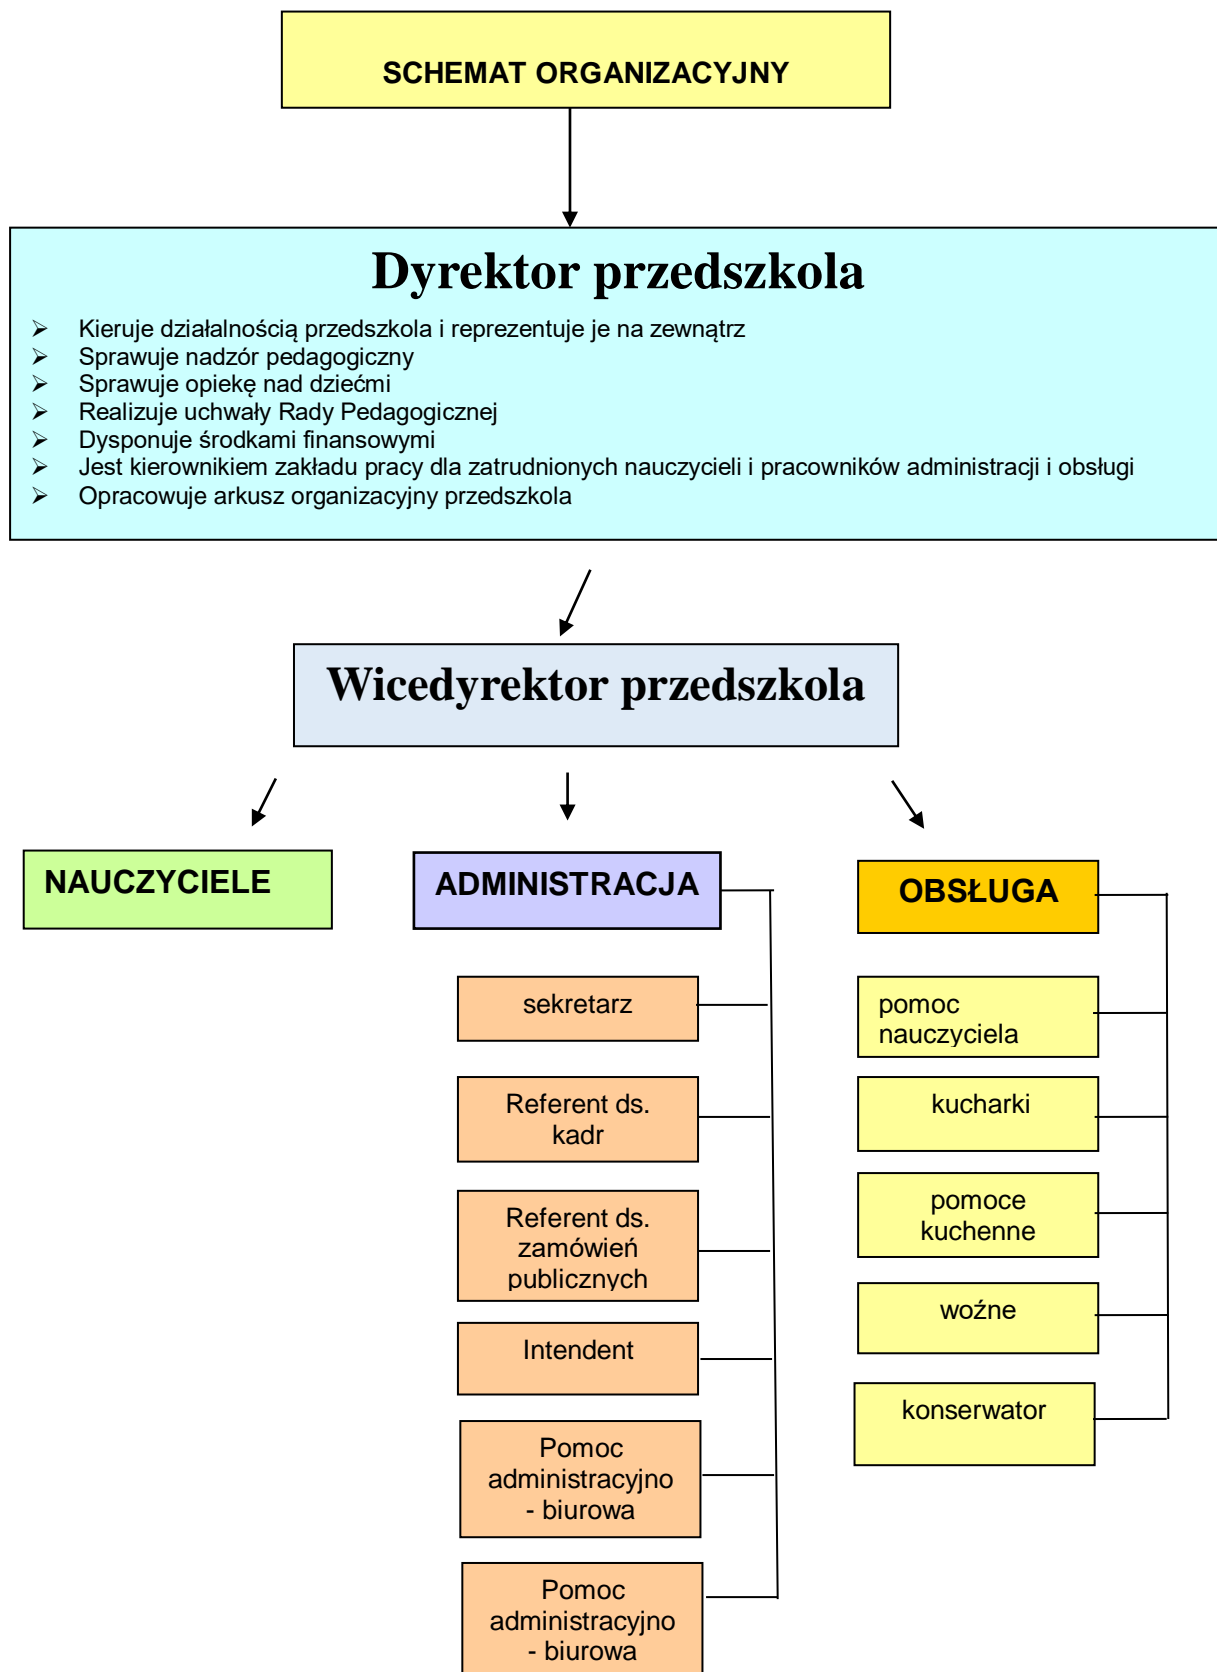 SCHEMAT ORGANIZACYJNY
Dyrektor przedszkola
➢ Kieruje działalnością przedszkola i reprezentuje je na zewnątrz
➢ Sprawuje nadzór pedagogiczny
➢ Sprawuje opiekę nad dziećmi
➢ Realizuje uchwały Rady Pedagogicznej
➢ Dysponuje środkami finansowymi
➢ Jest kierownikiem zakładu pracy dla zatrudnionych nauczycieli i pracowników administracji i obsługi
➢ Opracowuje arkusz organizacyjny przedszkola
Wicedyrektor przedszkola
NAUCZYCIELE
ADMINISTRACJA
sekretarz
Referent ds.
kadr
Referent ds.
zamówień
publicznych
Intendent
Pomoc
administracyjno
- biurowa
Pomoc
administracyjno
- biurowa
OBSŁUGA
pomoc
nauczyciela
kucharki
pomoce
kuchenne
woźne
konserwator